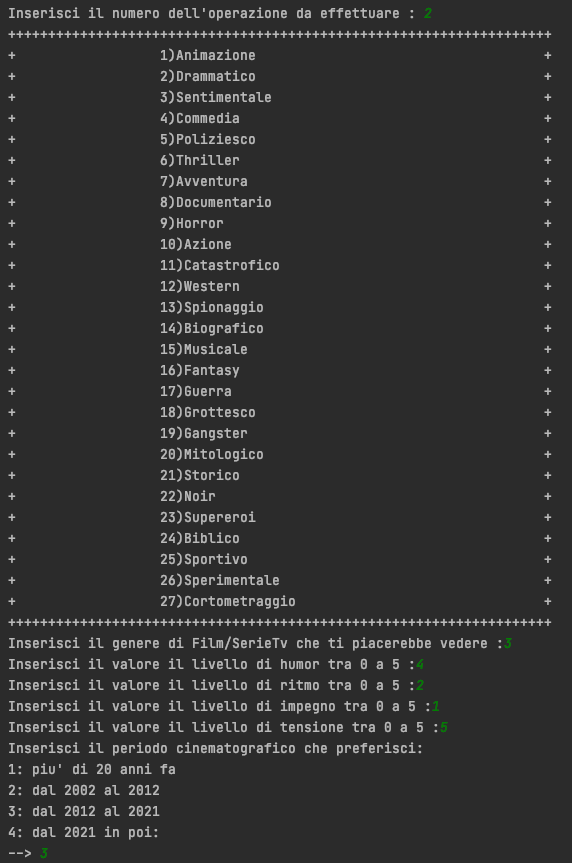 Inserisci il numero dell'operazione da effettuare : 2
++++++++++++++++++++++++++++++++++++++++++++++++++++++++++++++++++++
+ 1)Animazione +
+ 2)Drammatico +
+ 3)Sentimentale +
+ 4)Commedia +
+ 5)Poliziesco +
+ 6)Thriller +
+ 7)Avventura +
+ 8)Documentario +
+ 9)Horror +
+ 10)Azione +
+ 11)Catastrofico +
+ 12)Western +
+ 13)Spionaggio +
+ 14)Biografico +
+ 15)Musicale +
+ 16)Fantasy +
+ 17)Guerra +
+ 18)Grottesco +
+ 19)Gangster +
+ 20)Mitologico +
+ 21)Storico +
+ 22)Noir +
+ 23)Supereroi +
+ 24)Biblico +
+ 25)Sportivo +
+ 26)Sperimentale +
+ 27)Cortometraggio +
++++++++++++++++++++++++++++++++++++++++++++++++++++++++++++++++++++
Inserisci il genere di Film/SerieTv che ti piacerebbe vedere :3
Inserisci il valore il livello di humor tra 0 a 5 :4
Inserisci il valore il livello di ritmo tra 0 a 5 :2
Inserisci il valore il livello di impegno tra 0 a 5 :1
Inserisci il valore il livello di tensione tra 0 a 5 :5
Inserisci il periodo cinematografico che preferisci:
1: piu' di 20 anni fa
2: dal 2002 al 2012
3: dal 2012 al 2021
4: dal 2021 in poi:
--> 3